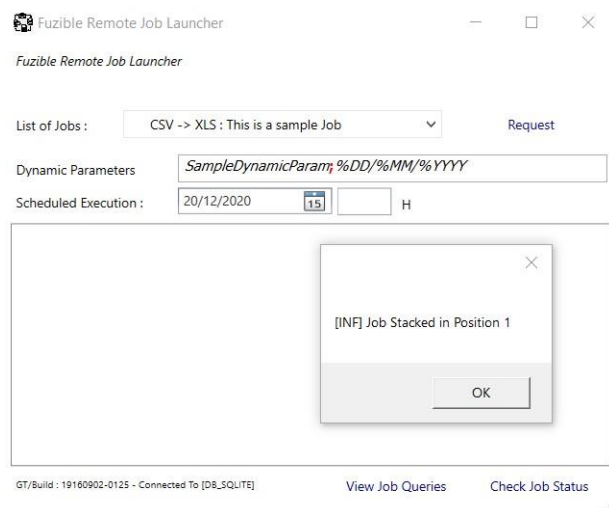 Fuzible Remote Job Launcher
Fuzible Remote Job Launcher
List of Jobs : CSV -> XLS : This is a sample Job Request
Dynamic Parameters SampleDynamicParam;%DD/%MM/%YYYY
Scheduled Execution : 20/12/2020 15 H
[INF] Job Stacked in Position 1
OK
GT/Build : 19160902-0125 - Connected To [DB_SQLITE] View Job Queries Check Job Status